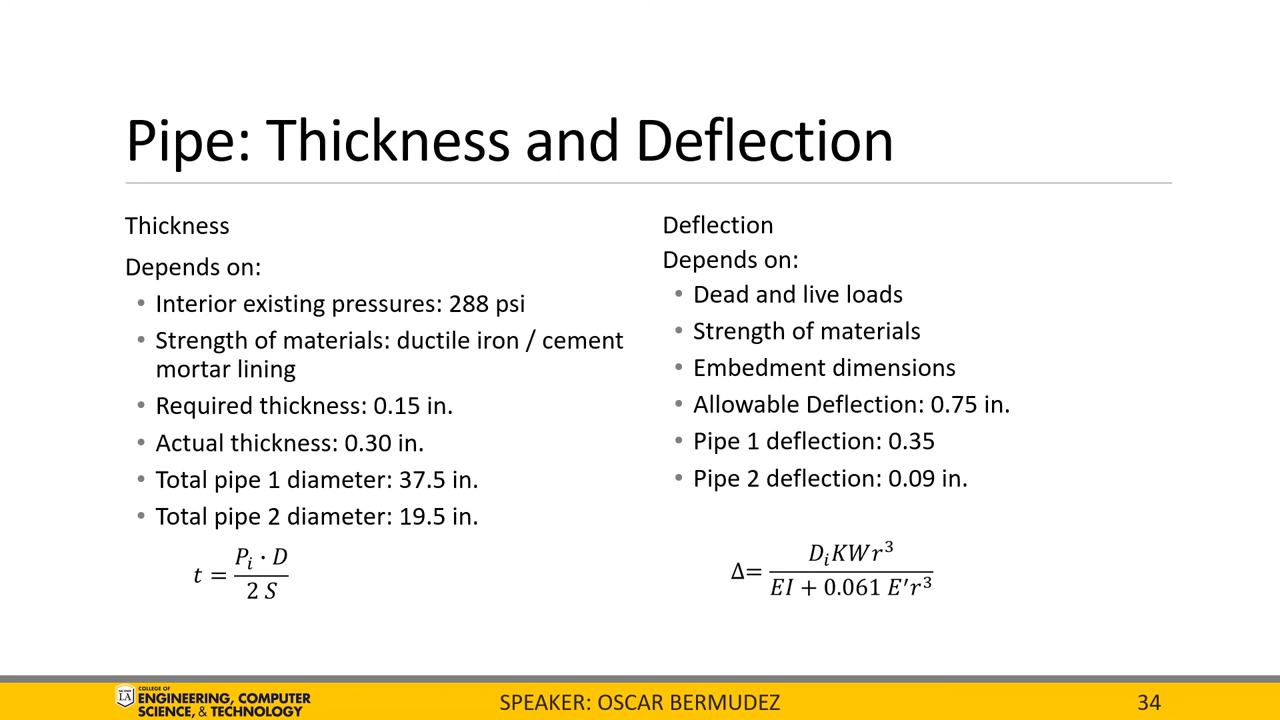 Pipe: Thickness and Deflection
Thickness
Depends on:
• Interior existing pressures: 288 psi
• Strength of materials: ductile iron / cement
mortar lining
• Required thickness: 0.15 in.
• Actual thickness: 0.30 in.
• Total pipe 1 diameter: 37.5 in.
• Total pipe 2 diameter: 19.5 in.
t = (Pᵢ · D) / (2 S)
Deflection
Depends on:
• Dead and live loads
• Strength of materials
• Embedment dimensions
• Allowable Deflection: 0.75 in.
• Pipe 1 deflection: 0.35
• Pipe 2 deflection: 0.09 in.
Δ= (DᵢKWr³) / (EI + 0.061 E′r³)
LA
COLLEGE OF
ENGINEERING, COMPUTER
SCIENCE, & TECHNOLOGY
SPEAKER: OSCAR BERMUDEZ
34